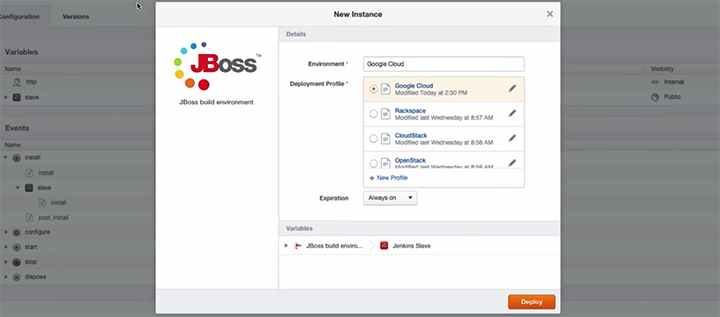 New Instance
Configuration
Versions
Variables
Name
Visibility
http
Internal
slave
Public
Events
Name
install
install
slave
install
post_install
configure
start
stop
dispose
JBoss™
JBoss build environment
Details
Environment *
Google Cloud
Deployment Profile *
Google Cloud
Modified Today at 2:30 PM
Rackspace
Modified last Wednesday at 8:57 AM
CloudStack
Modified last Wednesday at 8:56 AM
OpenStack
Modified last Wednesday at 8:56 AM
+ New Profile
Expiration
Always on
Variables
JBoss build enviro...
Jenkins Slave
Deploy